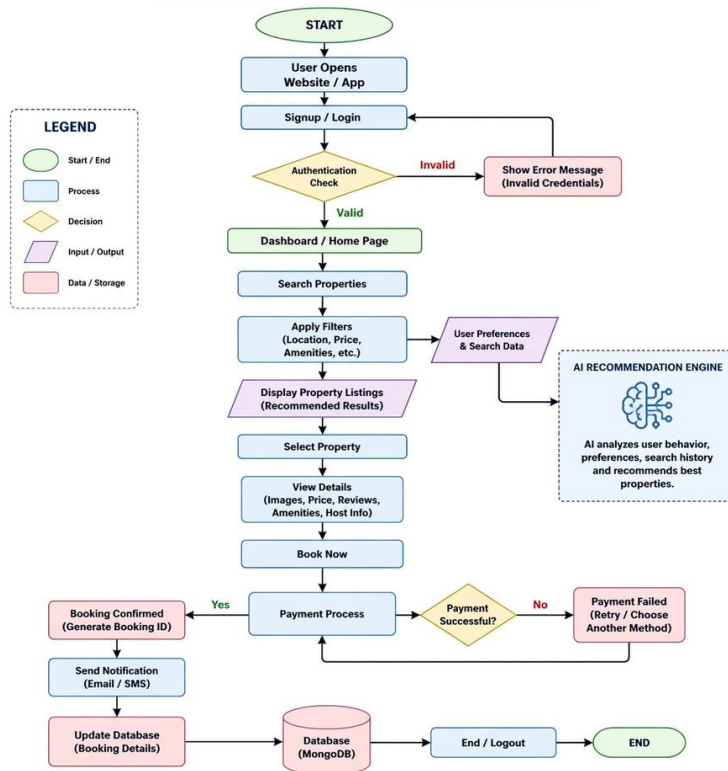 START
User Opens
Website / App
Signup / Login
LEGEND
Start / End
Process
Decision
Input / Output
Data / Storage
Authentication
Check
Invalid
Show Error Message
(Invalid Credentials)
Valid
Dashboard / Home Page
Search Properties
Apply Filters
(Location, Price,
Amenities, etc.)
User Preferences
& Search Data
AI RECOMMENDATION ENGINE
AI analyzes user behavior,
preferences, search history
and recommends best
properties.
Display Property Listings
(Recommended Results)
Select Property
View Details
(Images, Price, Reviews,
Amenities, Host Info)
Book Now
Payment Process
Payment
Successful?
No
Payment Failed
(Retry / Choose
Another Method)
Yes
Booking Confirmed
(Generate Booking ID)
Send Notification
(Email / SMS)
Update Database
(Booking Details)
Database
(MongoDB)
End / Logout
END